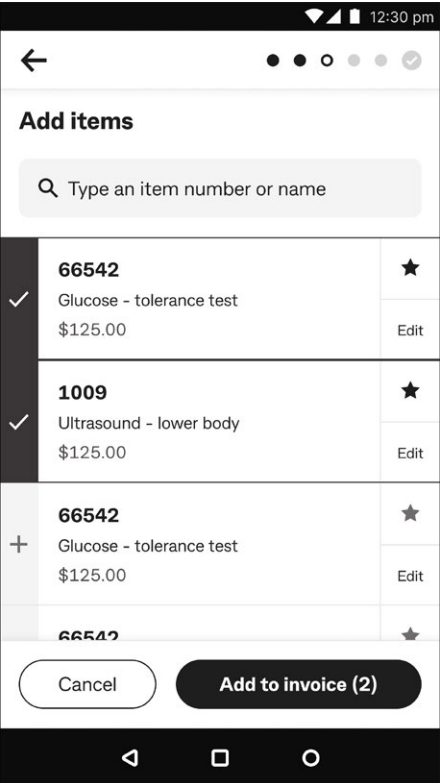 12:30 pm
Add items
Type an item number or name
66542
Glucose - tolerance test
$125.00
Edit
1009
Ultrasound - lower body
$125.00
Edit
66542
Glucose - tolerance test
$125.00
Edit
66542
Cancel
Add to invoice (2)